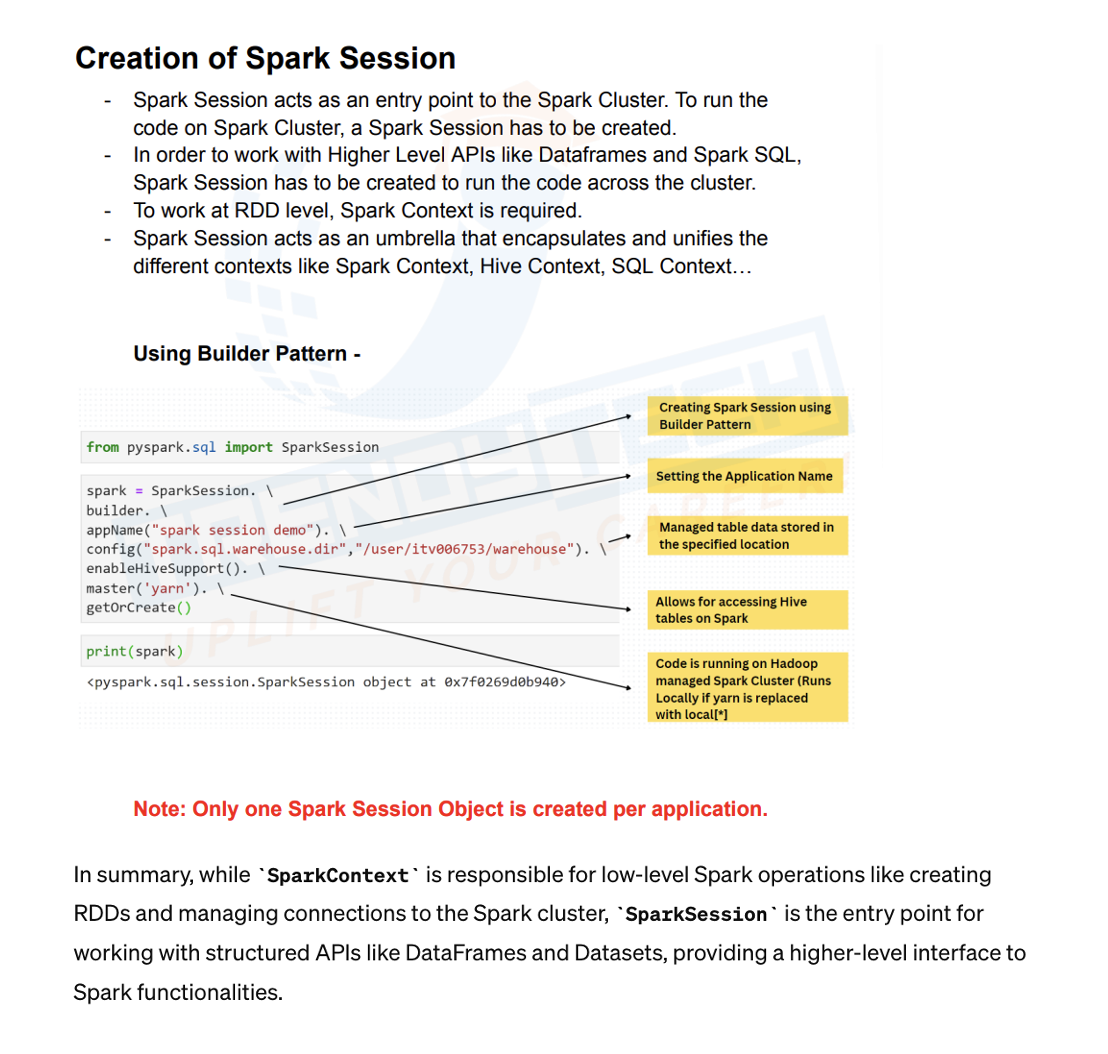 Creation of Spark Session
- Spark Session acts as an entry point to the Spark Cluster. To run the
code on Spark Cluster, a Spark Session has to be created.
- In order to work with Higher Level APIs like Dataframes and Spark SQL,
Spark Session has to be created to run the code across the cluster.
- To work at RDD level, Spark Context is required.
- Spark Session acts as an umbrella that encapsulates and unifies the
different contexts like Spark Context, Hive Context, SQL Context…
Using Builder Pattern -
from pyspark.sql import SparkSession
spark = SparkSession. \
builder. \
appName("spark session demo"). \
config("spark.sql.warehouse.dir","/user/itv006753/warehouse"). \
enableHiveSupport(). \
master('yarn'). \
getOrCreate()
print(spark)
<pyspark.sql.session.SparkSession object at 0x7f0269d0b940>
Creating Spark Session using
Builder Pattern
Setting the Application Name
Managed table data stored in
the specified location
Allows for accessing Hive
tables on Spark
Code is running on Hadoop
managed Spark Cluster (Runs
Locally if yarn is replaced
with local[*]
UPLIFT YOUR CAREER
Note: Only one Spark Session Object is created per application.
In summary, while `SparkContext` is responsible for low-level Spark operations like creating
RDDs and managing connections to the Spark cluster, `SparkSession` is the entry point for
working with structured APIs like DataFrames and Datasets, providing a higher-level interface to
Spark functionalities.